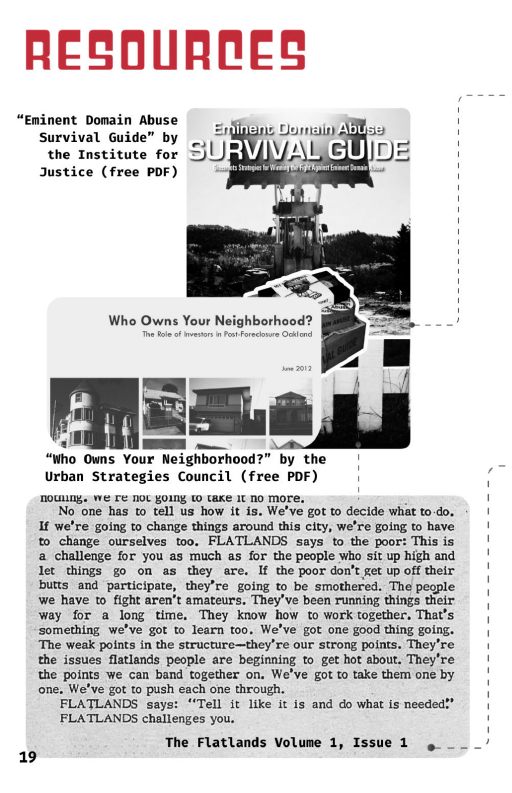 RESOURCES
"Eminent Domain Abuse
Survival Guide" by
the Institute for
Justice (free PDF)
Eminent Domain Abuse
SURVIVAL GUIDE
Grassroots Strategies for Winning the Fight Against Eminent Domain Abuse
Who Owns Your Neighborhood?
The Role of Investors in Post-Foreclosure Oakland
June 2012
"Who Owns Your Neighborhood?" by the
Urban Strategies Council (free PDF)
nothing. We're not going to take it no more.
No one has to tell us how it is. We've got to decide what to do.
If we're going to change things around this city, we're going to have
to change ourselves too. FLATLANDS says to the poor: This is
a challenge for you as much as for the people who sit up high and
let things go on as they are. If the poor don't get up off their
butts and participate, they're going to be smothered. The people
we have to fight aren't amateurs. They've been running things their
way for a long time. They know how to work together. That's
something we've got to learn too. We've got one good thing going.
The weak points in the structure—they're our strong points. They're
the issues flatlands people are beginning to get hot about. They're
the points we can band together on. We've got to take them one by
one. We've got to push each one through.
FLATLANDS says: "Tell it like it is and do what is needed."
FLATLANDS challenges you.
The Flatlands Volume 1, Issue 1
19